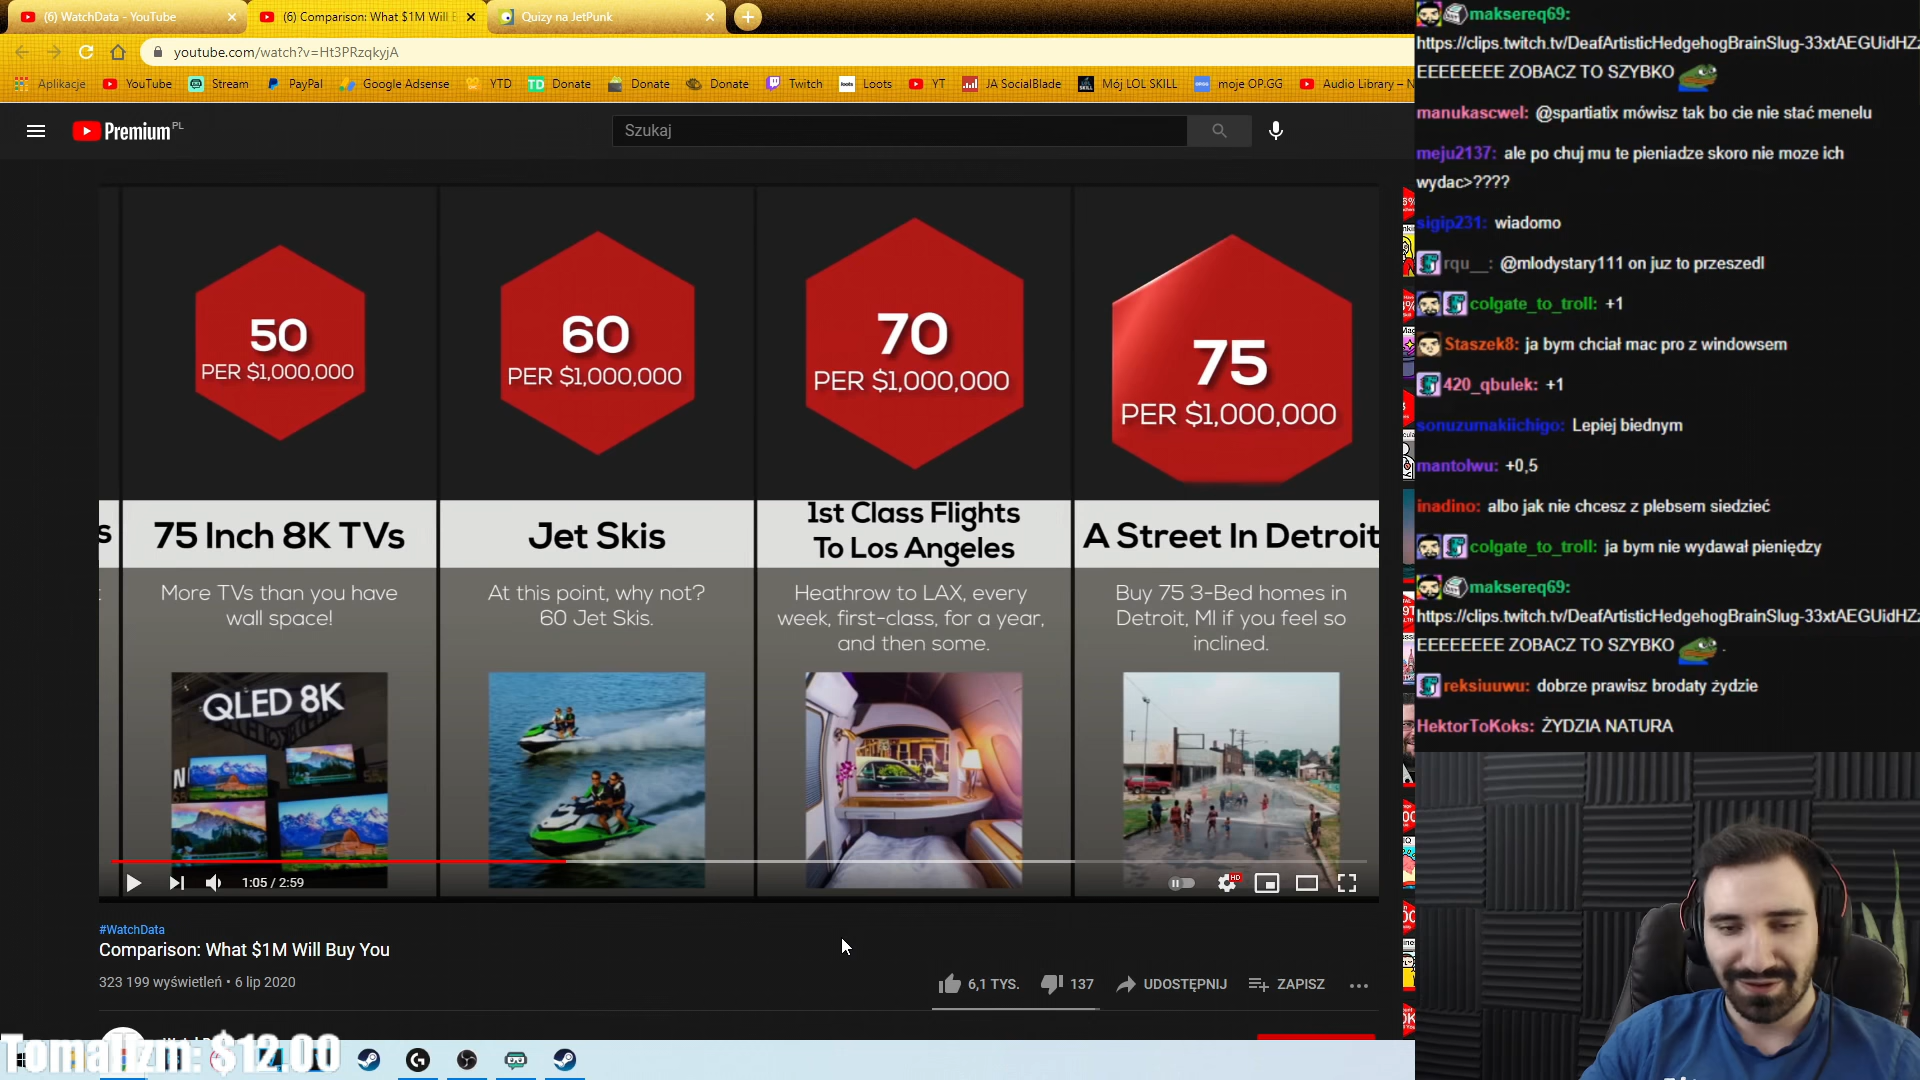 (6) WatchData - YouTube
(6) Comparison: What $1M Will B
Quizy na JetPunk
youtube.com/watch?v=Ht3PRzqkyjA
Aplikacje
YouTube
Stream
PayPal
Google Adsense
YTD
TD
Donate
Donate
Donate
Twitch
Loots
YT
JA SocialBlade
Mój LOL SKILL
moje OP.GG
Audio Library – N
Premium PL
Szukaj
50
PER $1,000,000
60
PER $1,000,000
70
PER $1,000,000
75
PER $1,000,000
75 Inch 8K TVs
Jet Skis
1st Class Flights
To Los Angeles
A Street In Detroit
More TVs than you have
wall space!
At this point, why not?
60 Jet Skis.
Heathrow to LAX, every
week, first-class, for a year,
and then some.
Buy 75 3-Bed homes in
Detroit, MI if you feel so
inclined.
QLED 8K
1:05 / 2:59
HD
#WatchData
Comparison: What $1M Will Buy You
323 199 wyświetleń • 6 lip 2020
6,1 TYS.
137
UDOSTĘPNIJ
ZAPISZ
Tomalizm: $12.00
maksereq69:
https://clips.twitch.tv/DeafArtisticHedgehogBrainSlug-33xtAEGUidHZz
EEEEEEEE ZOBACZ TO SZYBKO
manukascwel: @spartiatix mówisz tak bo cie nie stać menelu
meju2137: ale po chuj mu te pieniadze skoro nie moze ich
wydac>????
sigip231: wiadomo
rqu__: @mlodystary111 on juz to przeszedl
colgate_to_troll: +1
Staszek8: ja bym chciał mac pro z windowsem
420_qbulek: +1
sonuzumakiichigo: Lepiej biednym
mantolwu: +0,5
inadino: albo jak nie chcesz z plebsem siedzieć
colgate_to_troll: ja bym nie wydawał pieniędzy
maksereq69:
https://clips.twitch.tv/DeafArtisticHedgehogBrainSlug-33xtAEGUidHZz
EEEEEEEE ZOBACZ TO SZYBKO .
reksiuuwu: dobrze prawisz brodaty żydzie
HektorToKoks: ŻYDZIA NATURA